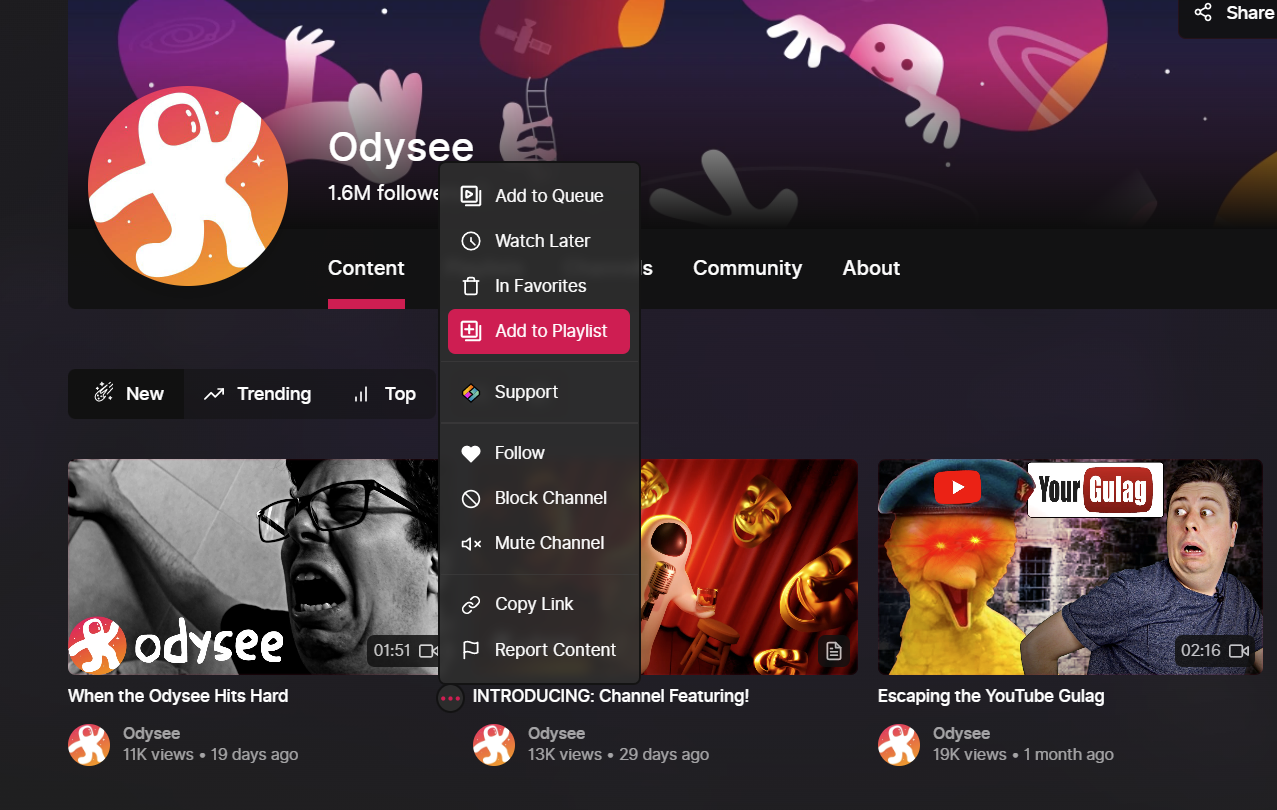 Share
Odysee
1.6M followe
Add to Queue
Watch Later
In Favorites
Add to Playlist
Support
Follow
Block Channel
Mute Channel
Copy Link
Report Content
Content
s
Community
About
New
Trending
Top
odysee
01:51
Your Gulag
02:16
When the Odysee Hits Hard
INTRODUCING: Channel Featuring!
Escaping the YouTube Gulag
Odysee
11K views • 19 days ago
Odysee
13K views • 29 days ago
Odysee
19K views • 1 month ago